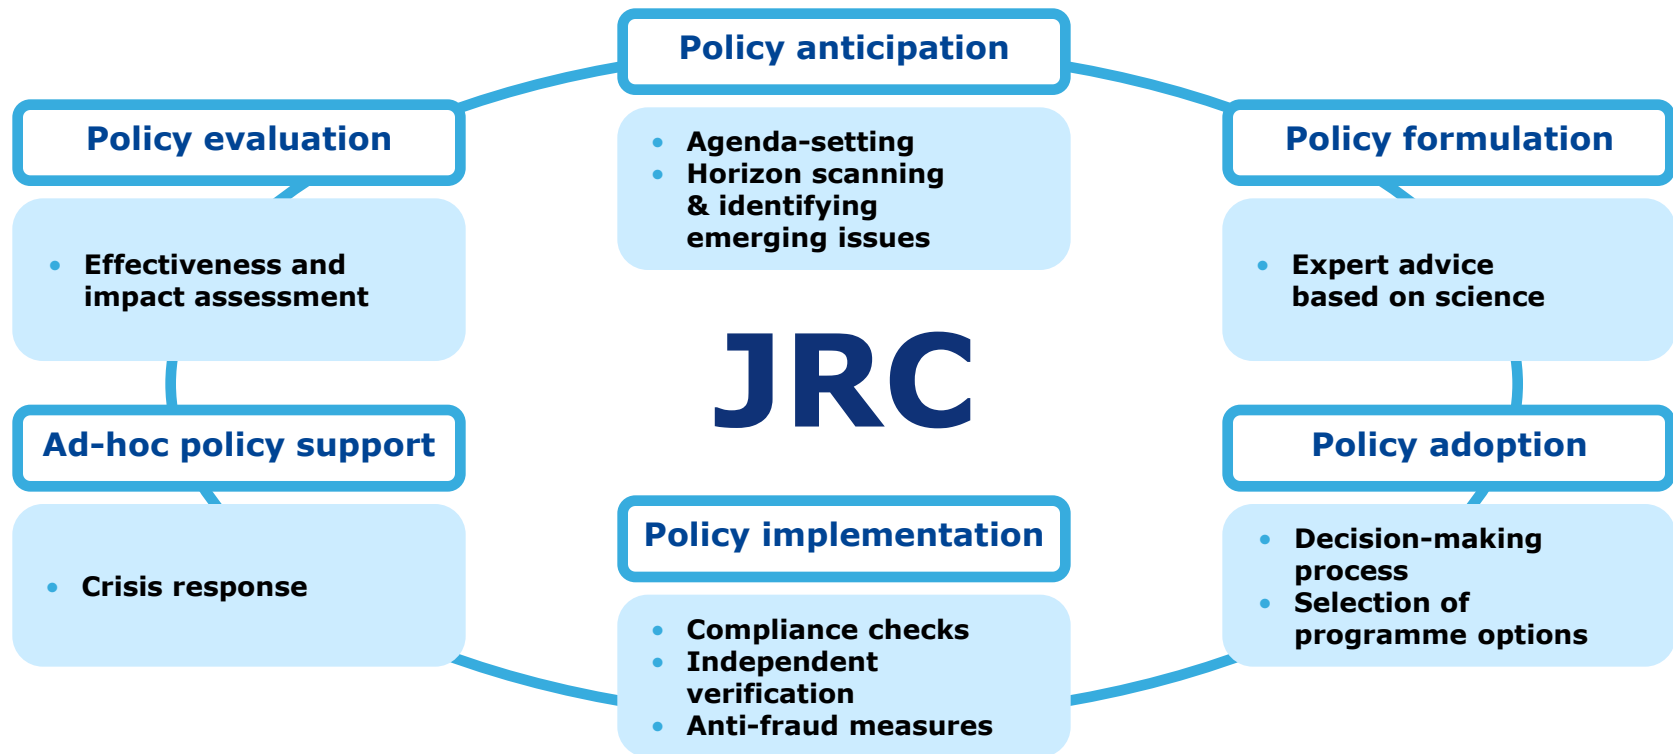 Policy anticipation
• Agenda-setting
• Horizon scanning
& identifying
emerging issues
Policy formulation
• Expert advice
based on science
Policy adoption
• Decision-making
process
• Selection of
programme options
Policy implementation
• Compliance checks
• Independent
verification
• Anti-fraud measures
Ad-hoc policy support
• Crisis response
Policy evaluation
• Effectiveness and
impact assessment
JRC